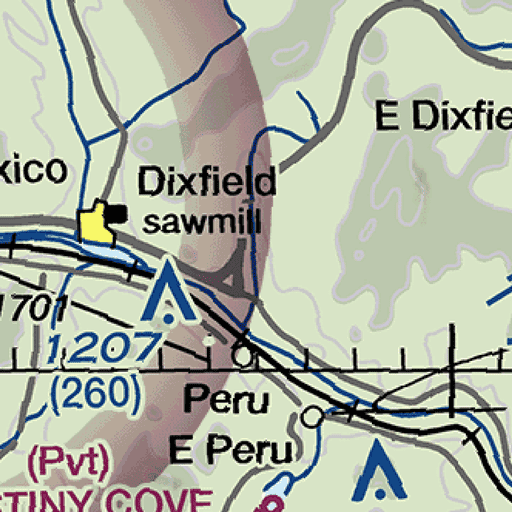 E Dixfie
xico
Dixfield
sawmill
1701
1207
(260)
Peru
E Peru
(Pvt)
STINY COVE